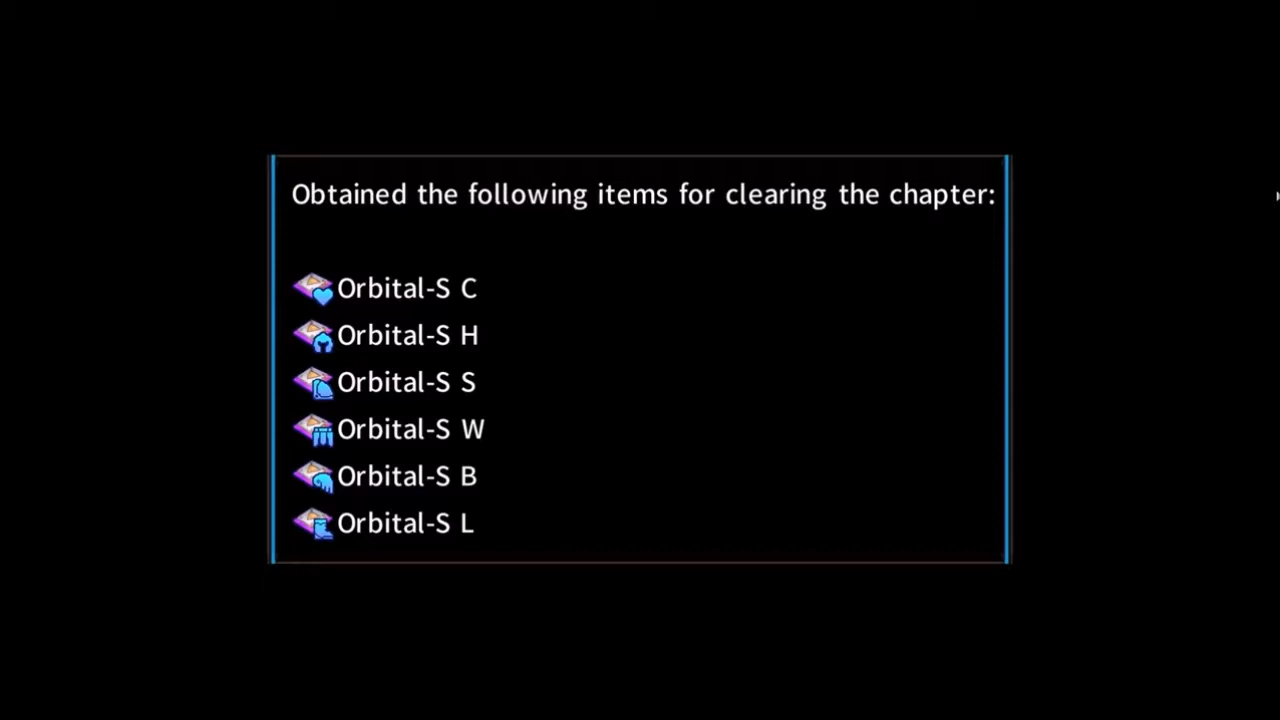 Obtained the following items for clearing the chapter:
Orbital-S C
Orbital-S H
Orbital-S S
Orbital-S W
Orbital-S B
Orbital-S L